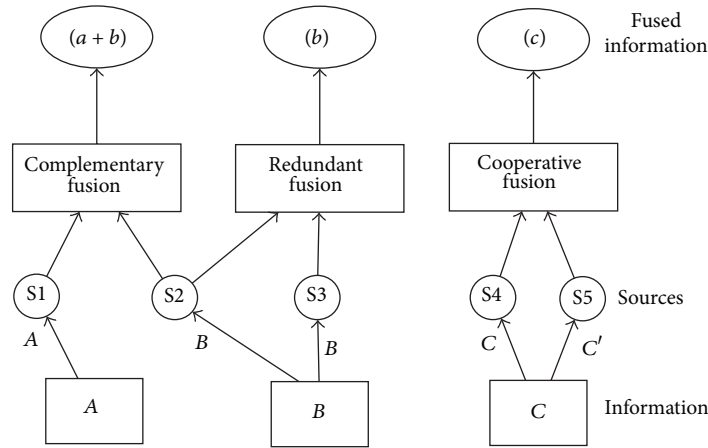 (a + b)
(b)
(c)
Fused
information
Complementary
fusion
Redundant
fusion
Cooperative
fusion
S1
S2
S3
S4
S5
Sources
A
B
B
C
C′
A
B
C
Information